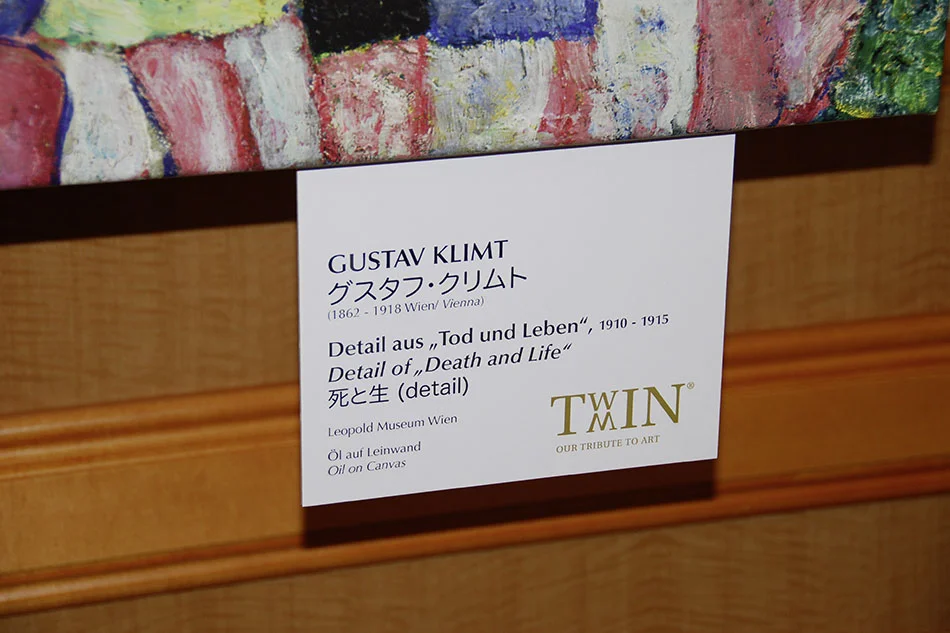 GUSTAV KLIMT
グスタフ・クリムト
(1862 - 1918 Wien/ Vienna)
Detail aus „Tod und Leben“, 1910 - 1915
Detail of „Death and Life“
死と生 (detail)
Leopold Museum Wien
Öl auf Leinwand
Oil on Canvas
TWIN®
OUR TRIBUTE TO ART